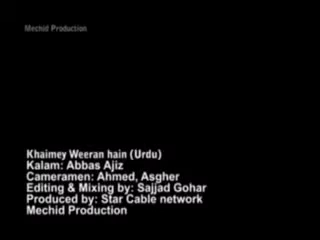 Mechid Production
Khaimey Weeran hain (Urdu)
Kalam: Abbas Ajiz
Cameramen: Ahmed, Asgher
Editing & Mixing by: Sajjad Gohar
Produced by: Star Cable network
Mechid Production